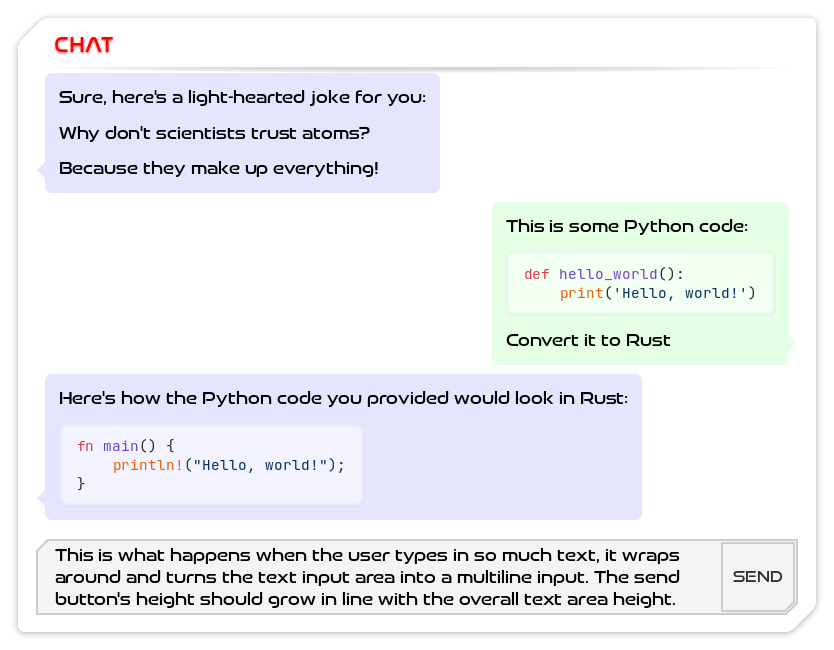 CHAT
Sure, here's a light-hearted joke for you:
Why don't scientists trust atoms?
Because they make up everything!
This is some Python code:
def hello_world():
    print('Hello, world!')
Convert it to Rust
Here's how the Python code you provided would look in Rust:
fn main() {
    println!("Hello, world!");
}
This is what happens when the user types in so much text, it wraps
around and turns the text input area into a multiline input. The send
button's height should grow in line with the overall text area height.
SEND